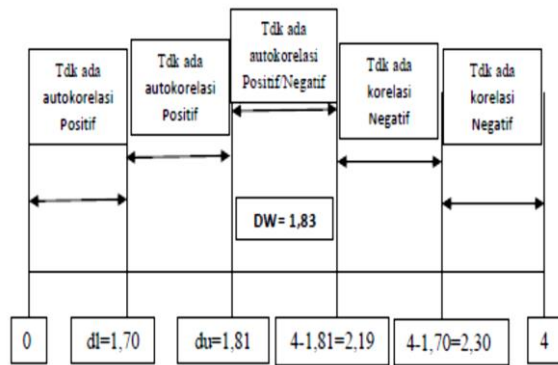 Tdk ada
autokorelasi
Positif
Tdk ada
autokorelasi
Positif
Tdk ada
autokorelasi
Positif/Negatif
Tdk ada
korelasi
Negatif
Tdk ada
korelasi
Negatif
DW= 1,83
0
dl=1,70
du=1,81
4-1,81=2,19
4-1,70=2,30
4